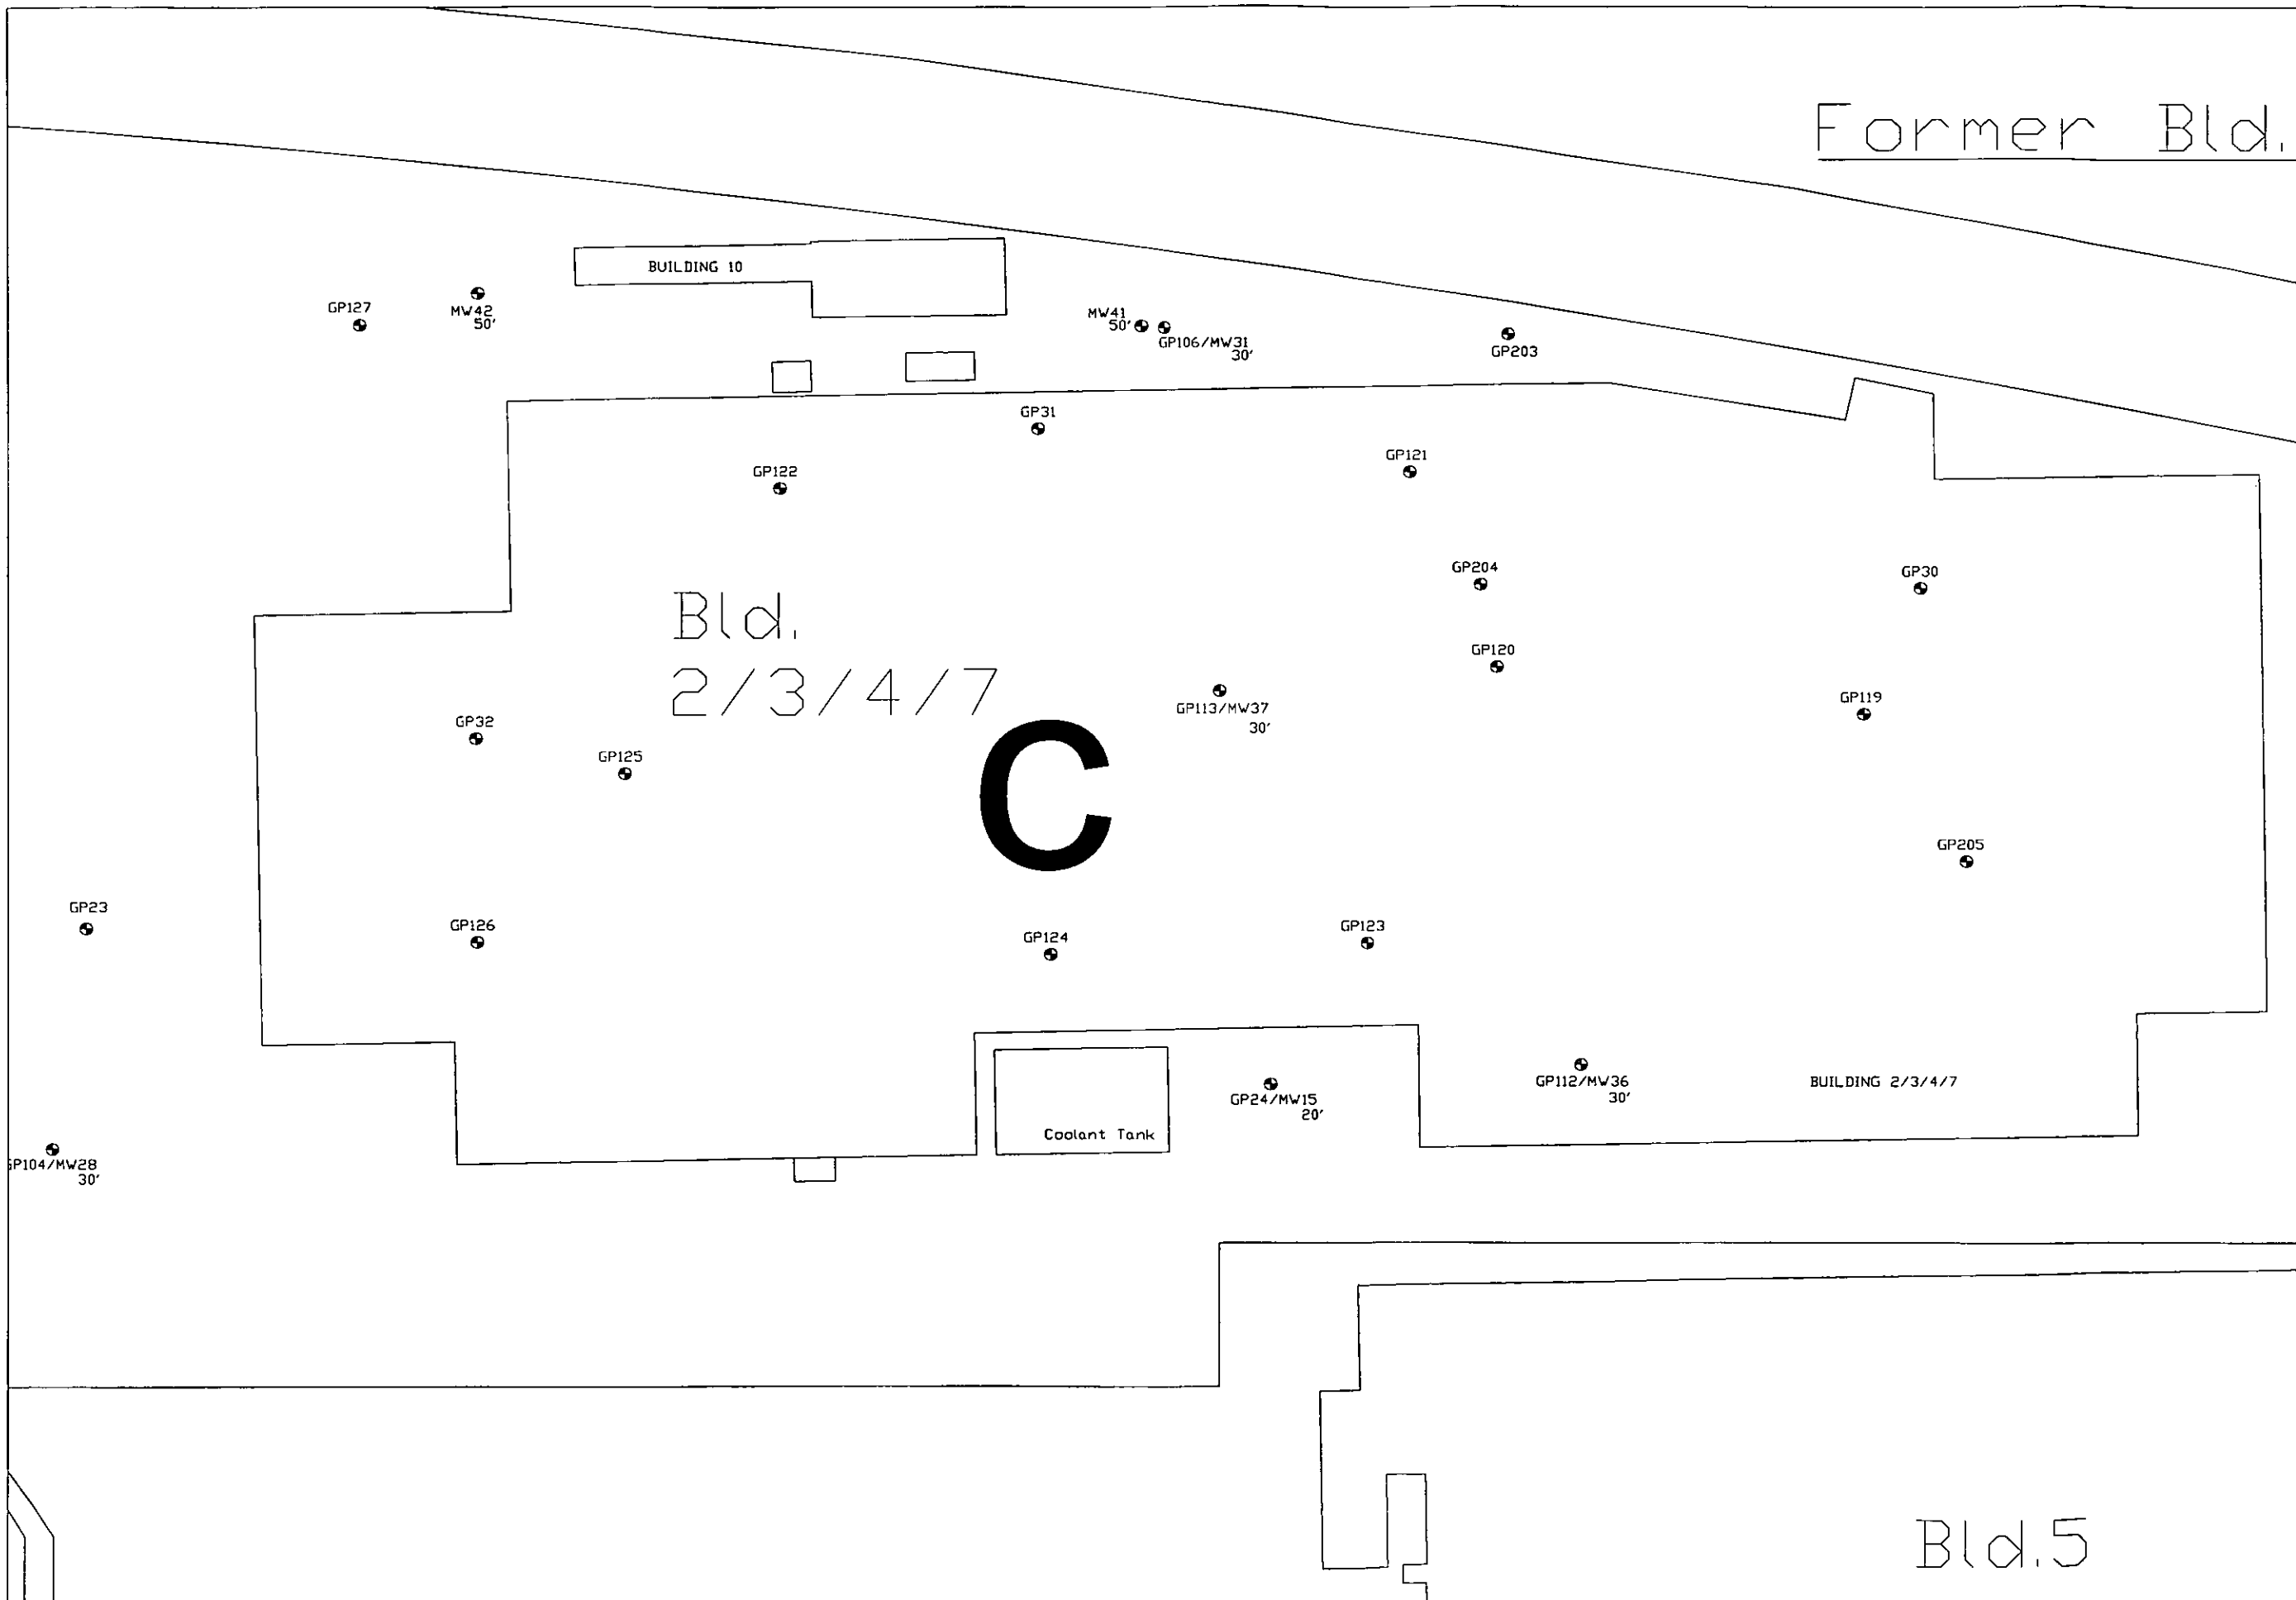 Former Bld.
BUILDING 10
GP127
MW42
50'
MW41
50'
GP106/MW31
30'
GP203
GP31
GP121
GP122
GP204
GP30
Bld.
2/3/4/7
GP120
GP119
GP113/MW37
30'
GP32
GP125
C
GP205
GP23
GP126
GP124
GP123
GP112/MW36
30'
BUILDING 2/3/4/7
GP24/MW15
20'
Coolant Tank
GP104/MW28
30'
Bld.5